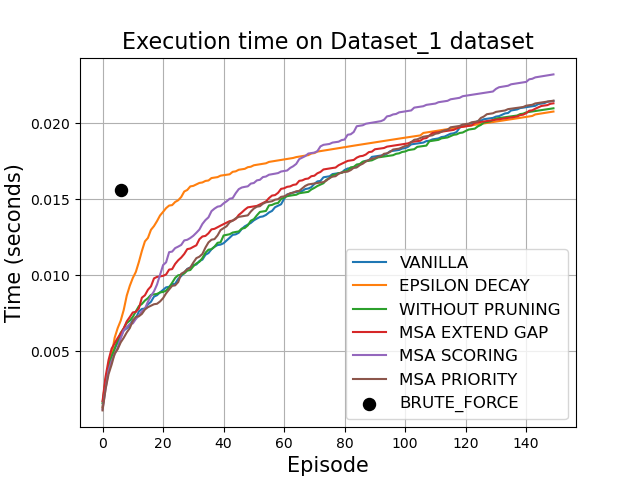 Execution time on Dataset_1 dataset
Time (seconds)
0.020
0.015
0.010
0.005
VANILLA
EPSILON DECAY
WITHOUT PRUNING
MSA EXTEND GAP
MSA SCORING
MSA PRIORITY
BRUTE_FORCE
0 20 40 60 80 100 120 140
Episode